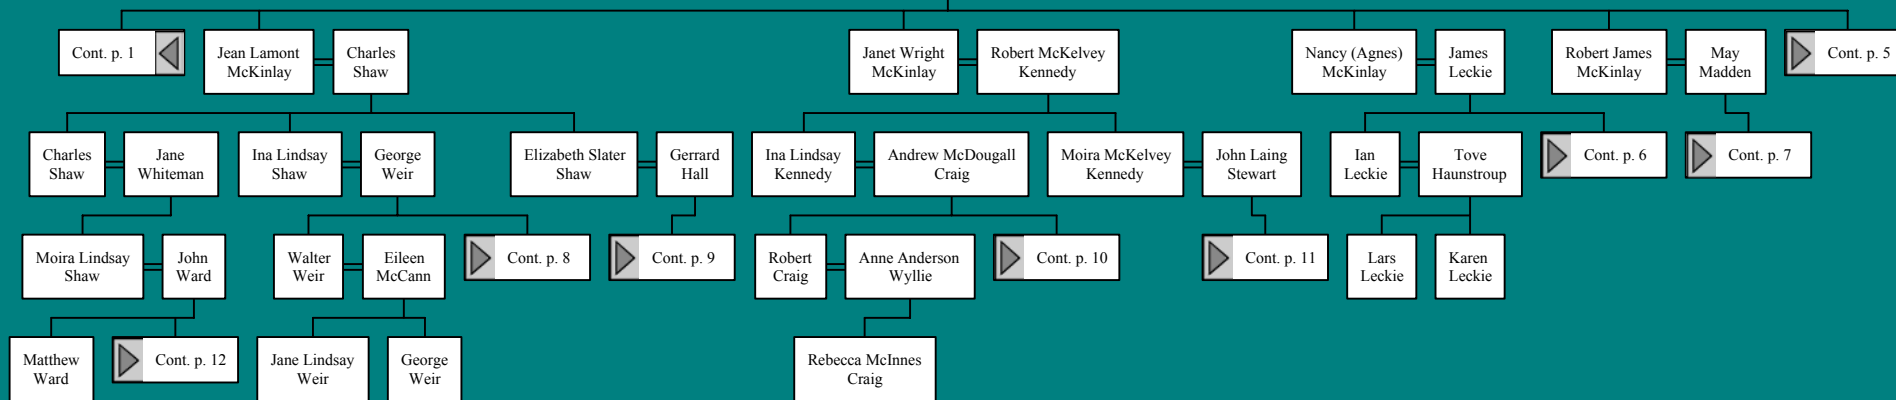 Cont. p. 1
Jean Lamont
McKinlay
Charles
Shaw
Janet Wright
McKinlay
Robert McKelvey
Kennedy
Nancy (Agnes)
McKinlay
James
Leckie
Robert James
McKinlay
May
Madden
Cont. p. 5
Charles
Shaw
Jane
Whiteman
Ina Lindsay
Shaw
George
Weir
Elizabeth Slater
Shaw
Gerrard
Hall
Ina Lindsay
Kennedy
Andrew McDougall
Craig
Moira McKelvey
Kennedy
John Laing
Stewart
Ian
Leckie
Tove
Haunstroup
Cont. p. 6
Cont. p. 7
Moira Lindsay
Shaw
John
Ward
Walter
Weir
Eileen
McCann
Cont. p. 8
Cont. p. 9
Robert
Craig
Anne Anderson
Wyllie
Cont. p. 10
Cont. p. 11
Lars
Leckie
Karen
Leckie
Matthew
Ward
Cont. p. 12
Jane Lindsay
Weir
George
Weir
Rebecca McInnes
Craig